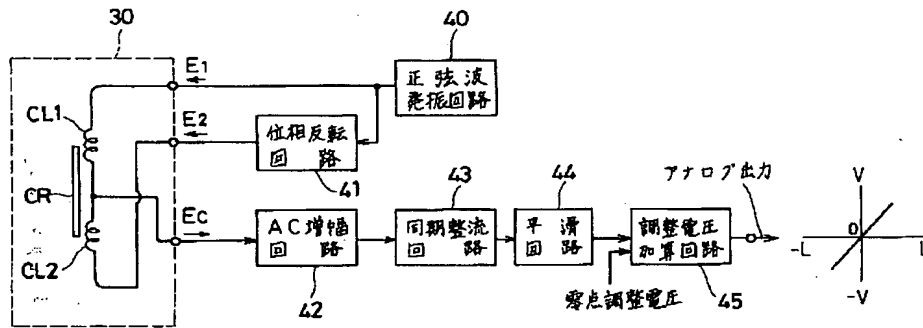 30
40
E1
正弦波
発振回路
CL1
E2
位相反転
回路
41
CR
43
44
アナログ出力
V
EC
AC増幅
回路
同期整流
回路
平滑
回路
調整電圧
加算回路
0
-L
L
CL2
42
零点調整電圧
45
-V